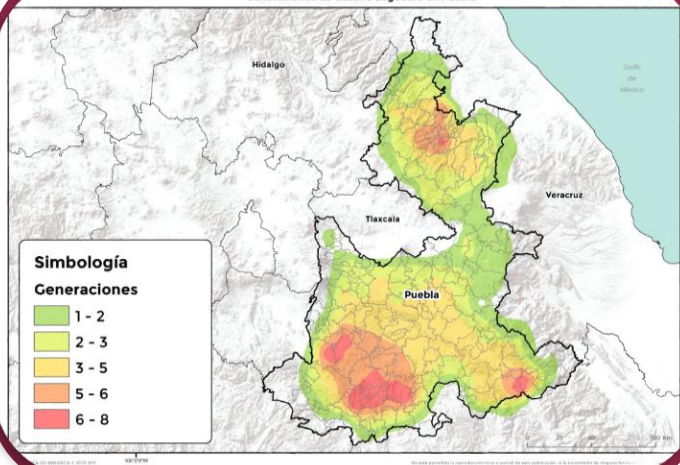 Hidalgo
Golfo
de
México
Veracruz
Tlaxcala
Puebla
Simbología
Generaciones
1 - 2
2 - 3
3 - 5
5 - 6
6 - 8